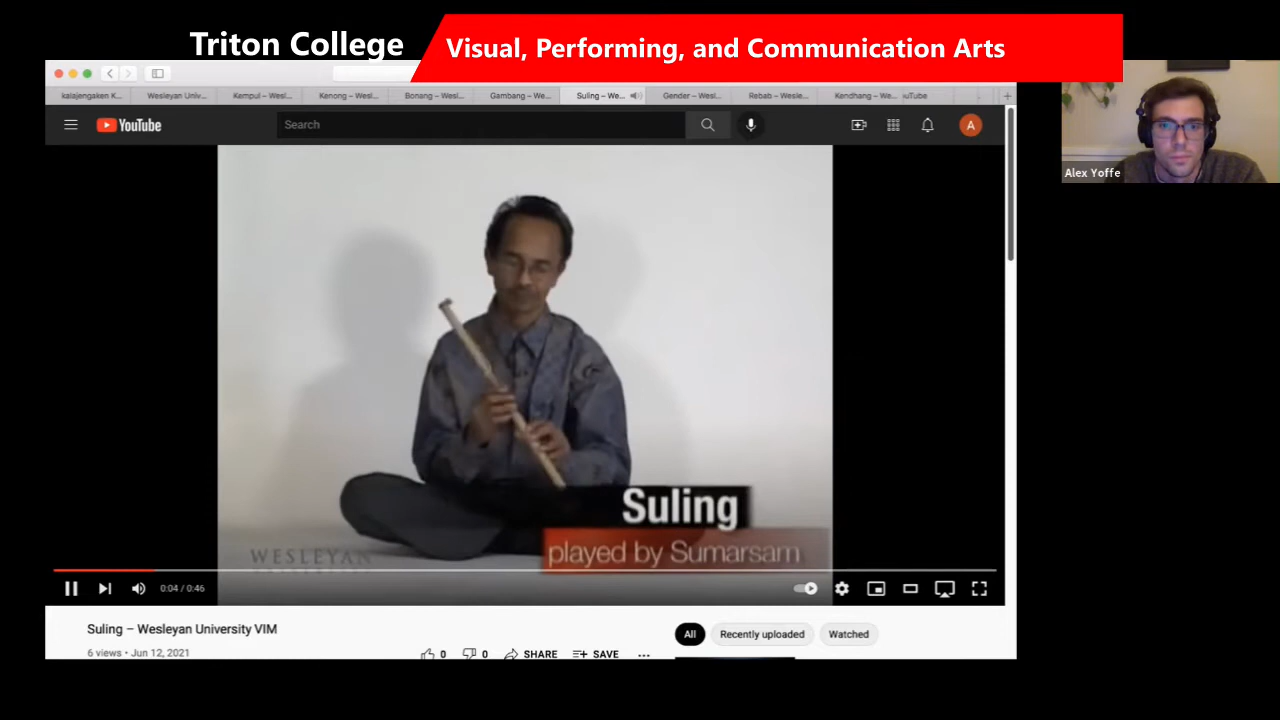 Triton College
Visual, Performing, and Communication Arts
kalajengaken K...
Wesleyan Univ...
Kempul – Wesl...
Kenong – Wesl...
Bonang – Wesl...
Gambang – We...
Suling – We...
Gender – Wesl...
Rebab – Wesle...
Kendhang – We...
uTube
YouTube
Search
A
Alex Yoffe
Suling
played by Sumarsam
WESLEYAN
0:04 / 0:46
Suling – Wesleyan University VIM
6 views • Jun 12, 2021
0
0
SHARE
SAVE
...
All
Recently uploaded
Watched